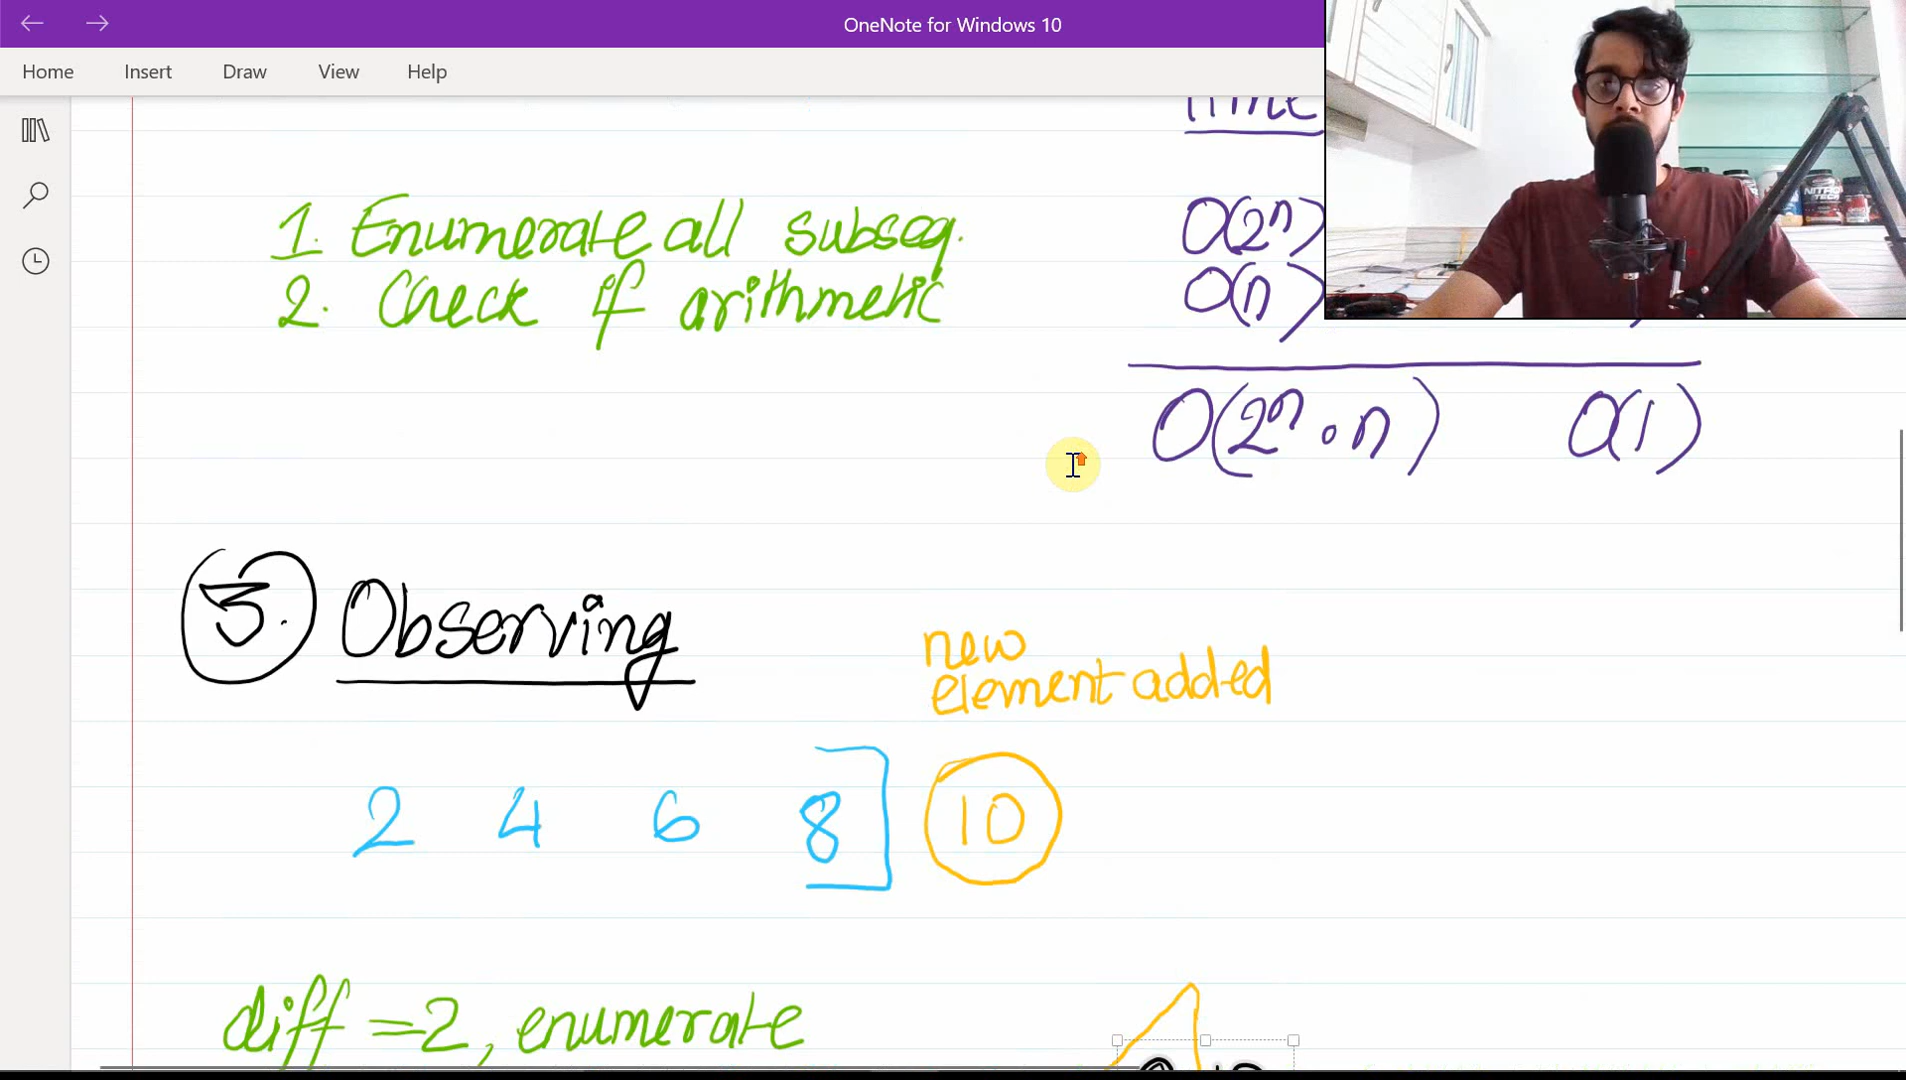 OneNote for Windows 10
Home Insert Draw View Help
Time
1. Enumerate all subseq.
O(2ⁿ)
2. Check if arithmetic
O(n)
O(2ⁿ · n) O(1)
3. Observing
new
element added
2 4 6 8 10
diff = 2, enumerate